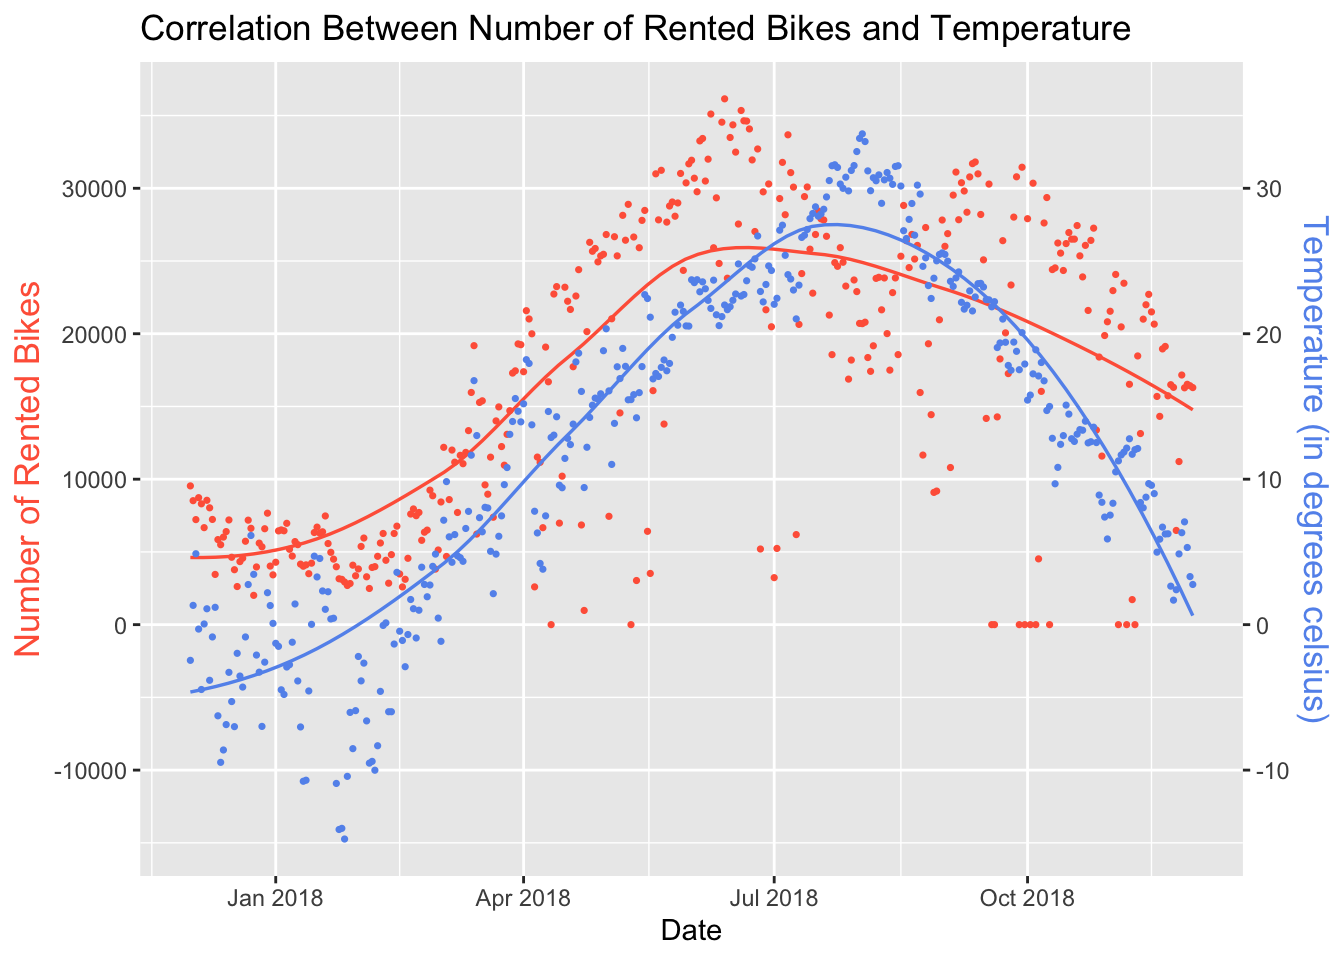 Correlation Between Number of Rented Bikes and Temperature
Number of Rented Bikes
30000
20000
10000
0
-10000
30
20
10
0
-10
Temperature (in degrees celsius)
Jan 2018
Apr 2018
Jul 2018
Oct 2018
Date